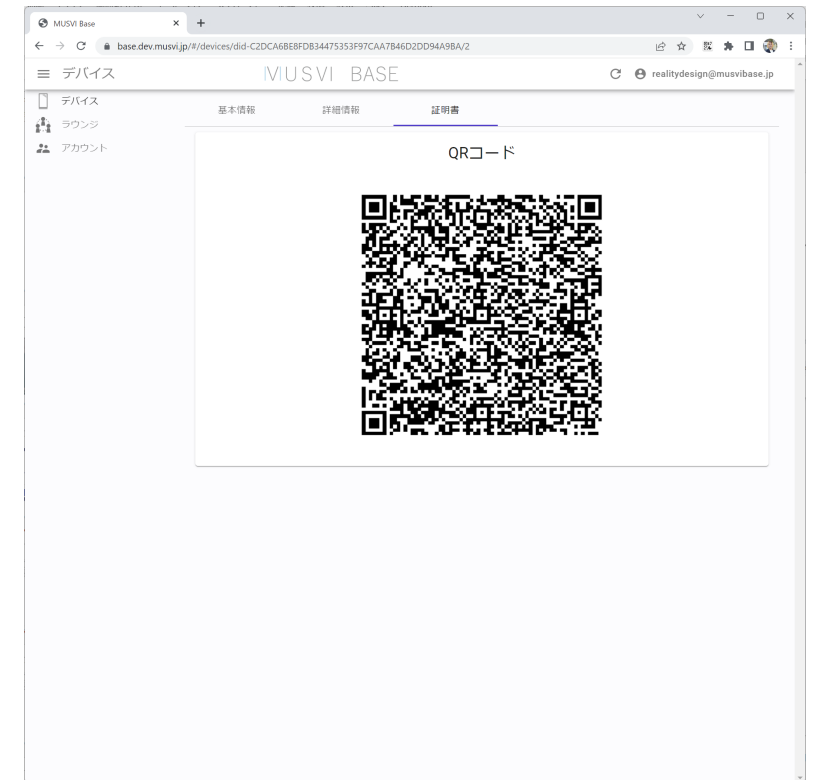 MUSVI Base
base.dev.musvi.jp/#/devices/did-C2DCA6BE8FDB34475353F97CAA7B46D2DD94A9BA/2
デバイス
MUSVI BASE
realitydesign@musvibase.jp
デバイス
ラウンジ
アカウント
基本情報
詳細情報
証明書
QRコード